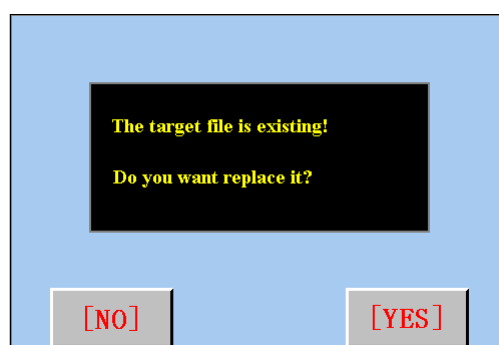 The target file is existing!
Do you want replace it?
[NO] [YES]